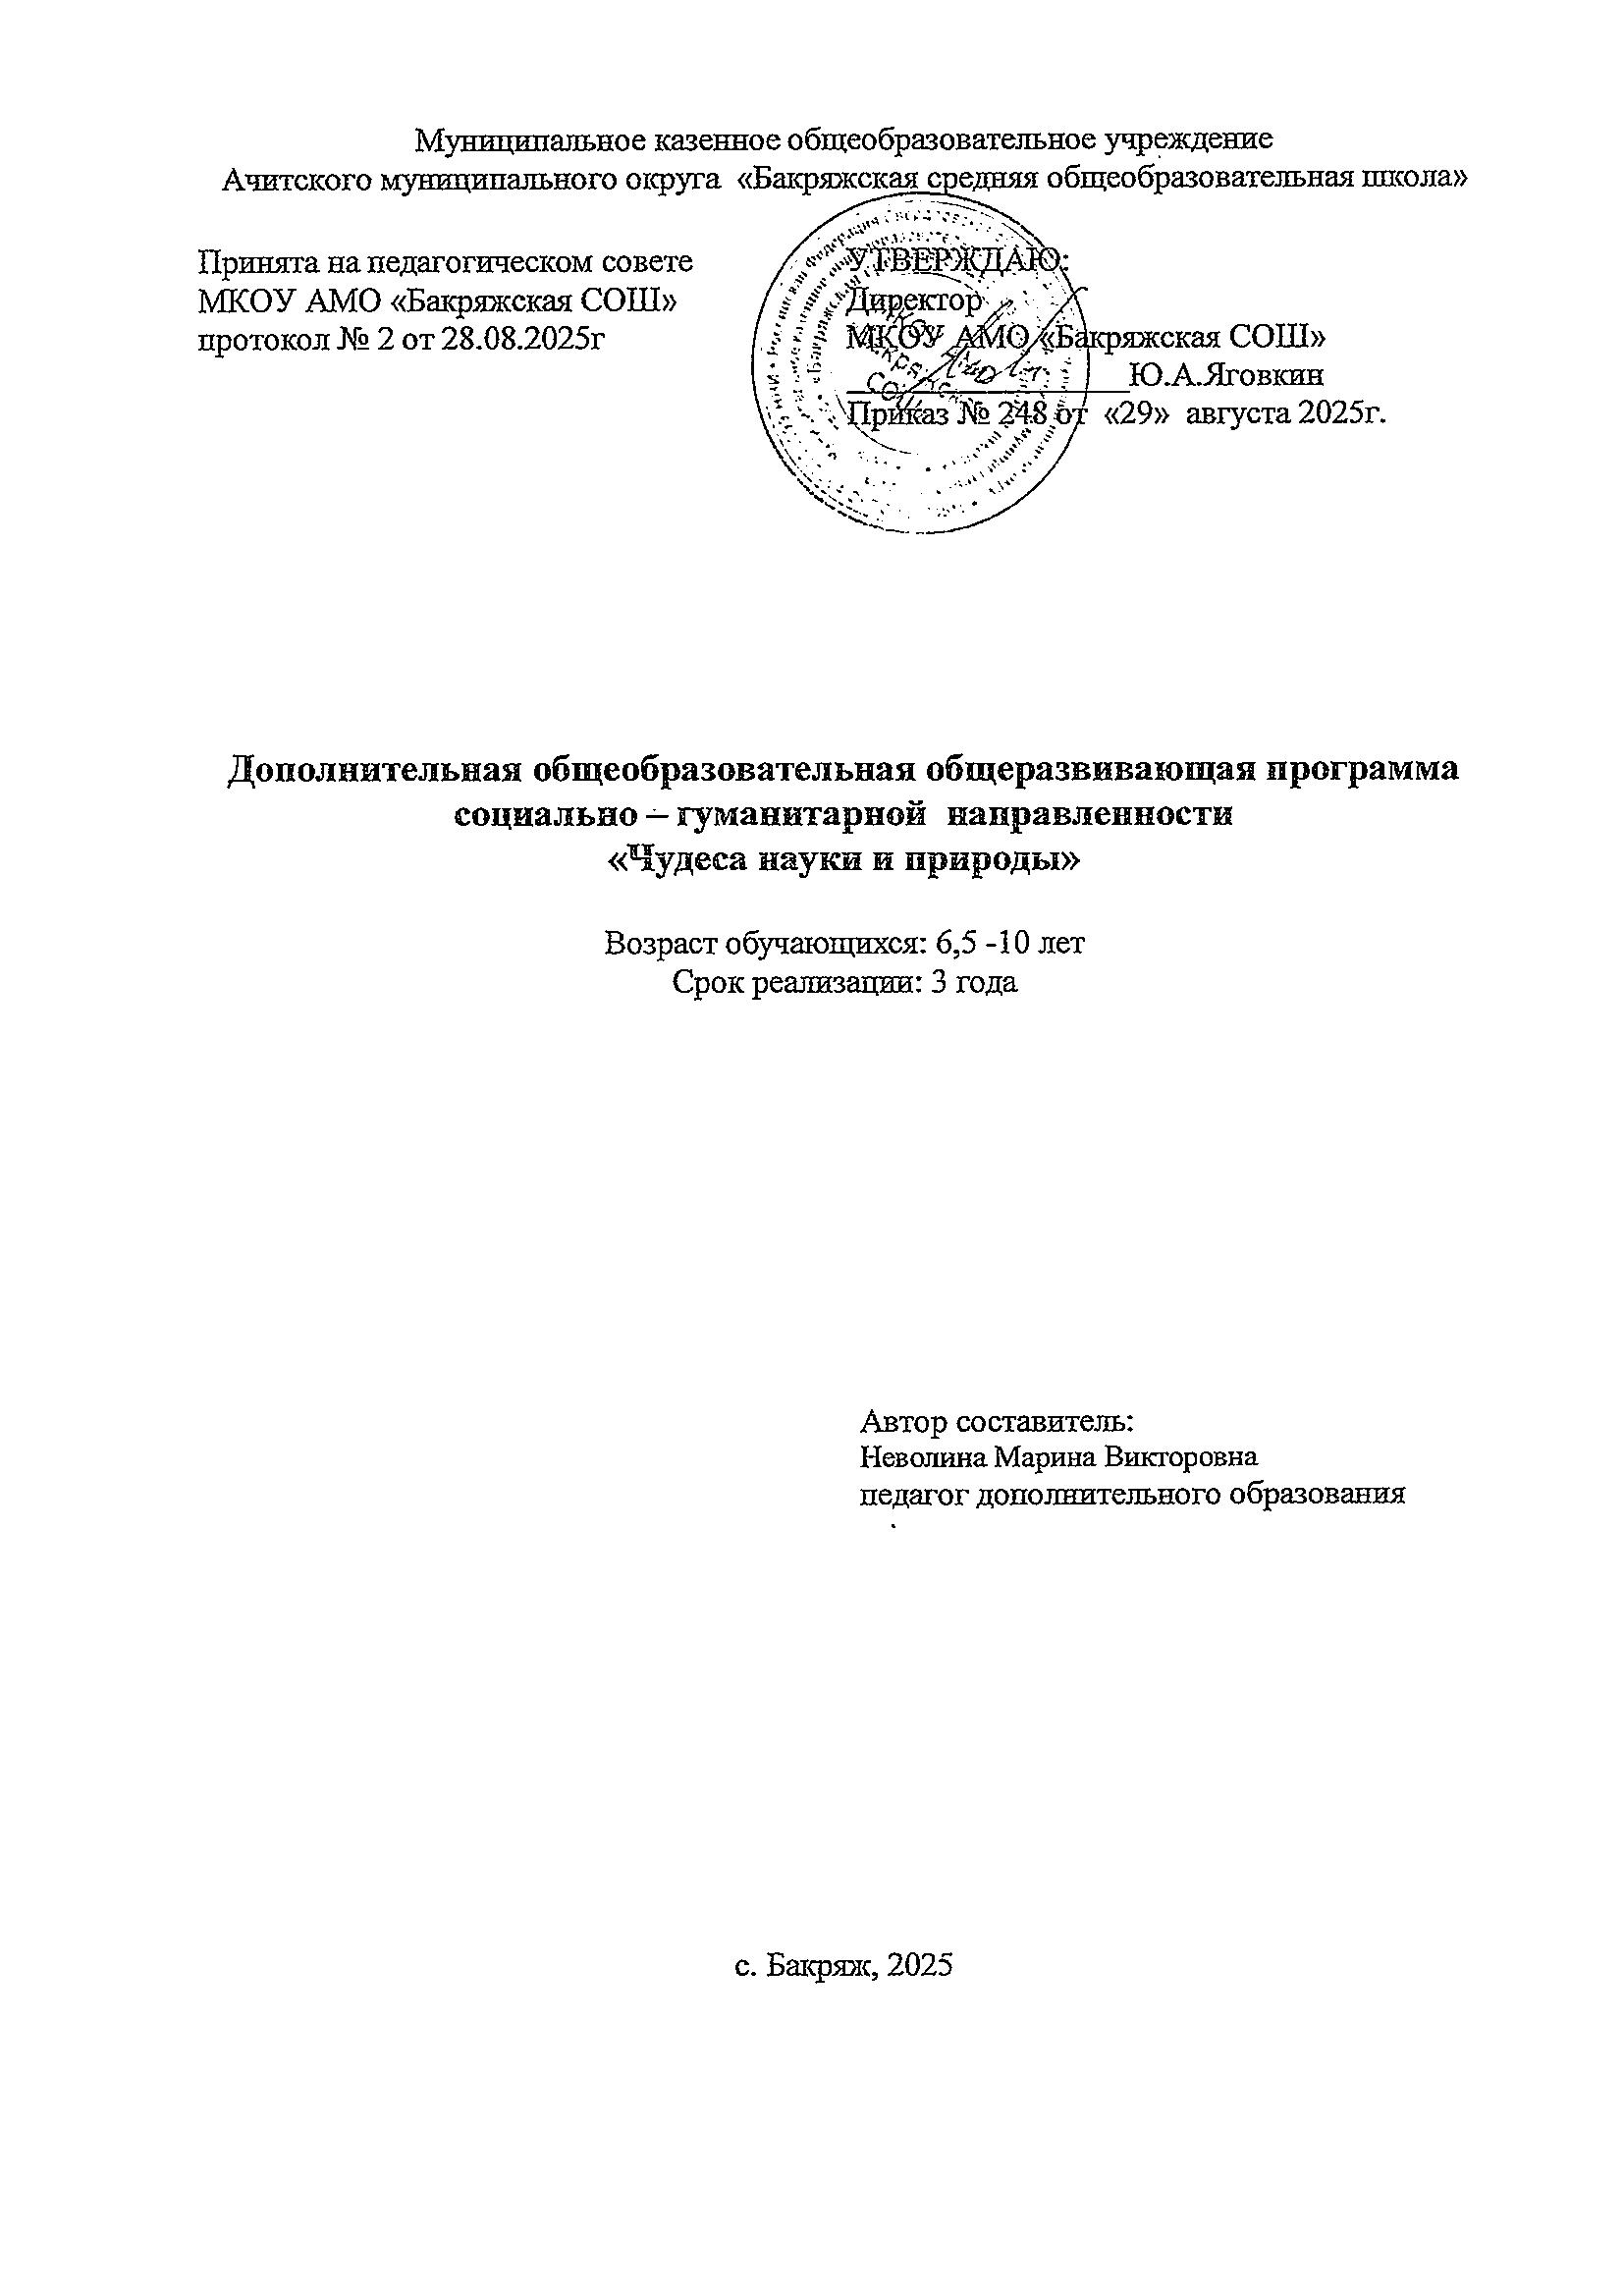 Муниципальное казенное общеобразовательное учреждение
Ачитского муниципального округа «Бакряжская средняя общеобразовательная школа»
Принята на педагогическом совете
МКОУ АМО «Бакряжская СОШ»
протокол № 2 от 28.08.2025г
УТВЕРЖДАЮ:
Директор
МКОУ АМО «Бакряжская СОШ»
Ю.А.Яговкин
Приказ № 248 от «29» августа 2025г.
Дополнительная общеобразовательная общеразвивающая программа
социально – гуманитарной направленности
«Чудеса науки и природы»
Возраст обучающихся: 6,5 -10 лет
Срок реализации: 3 года
Автор составитель:
Неволина Марина Викторовна
педагог дополнительного образования
с. Бакряж, 2025